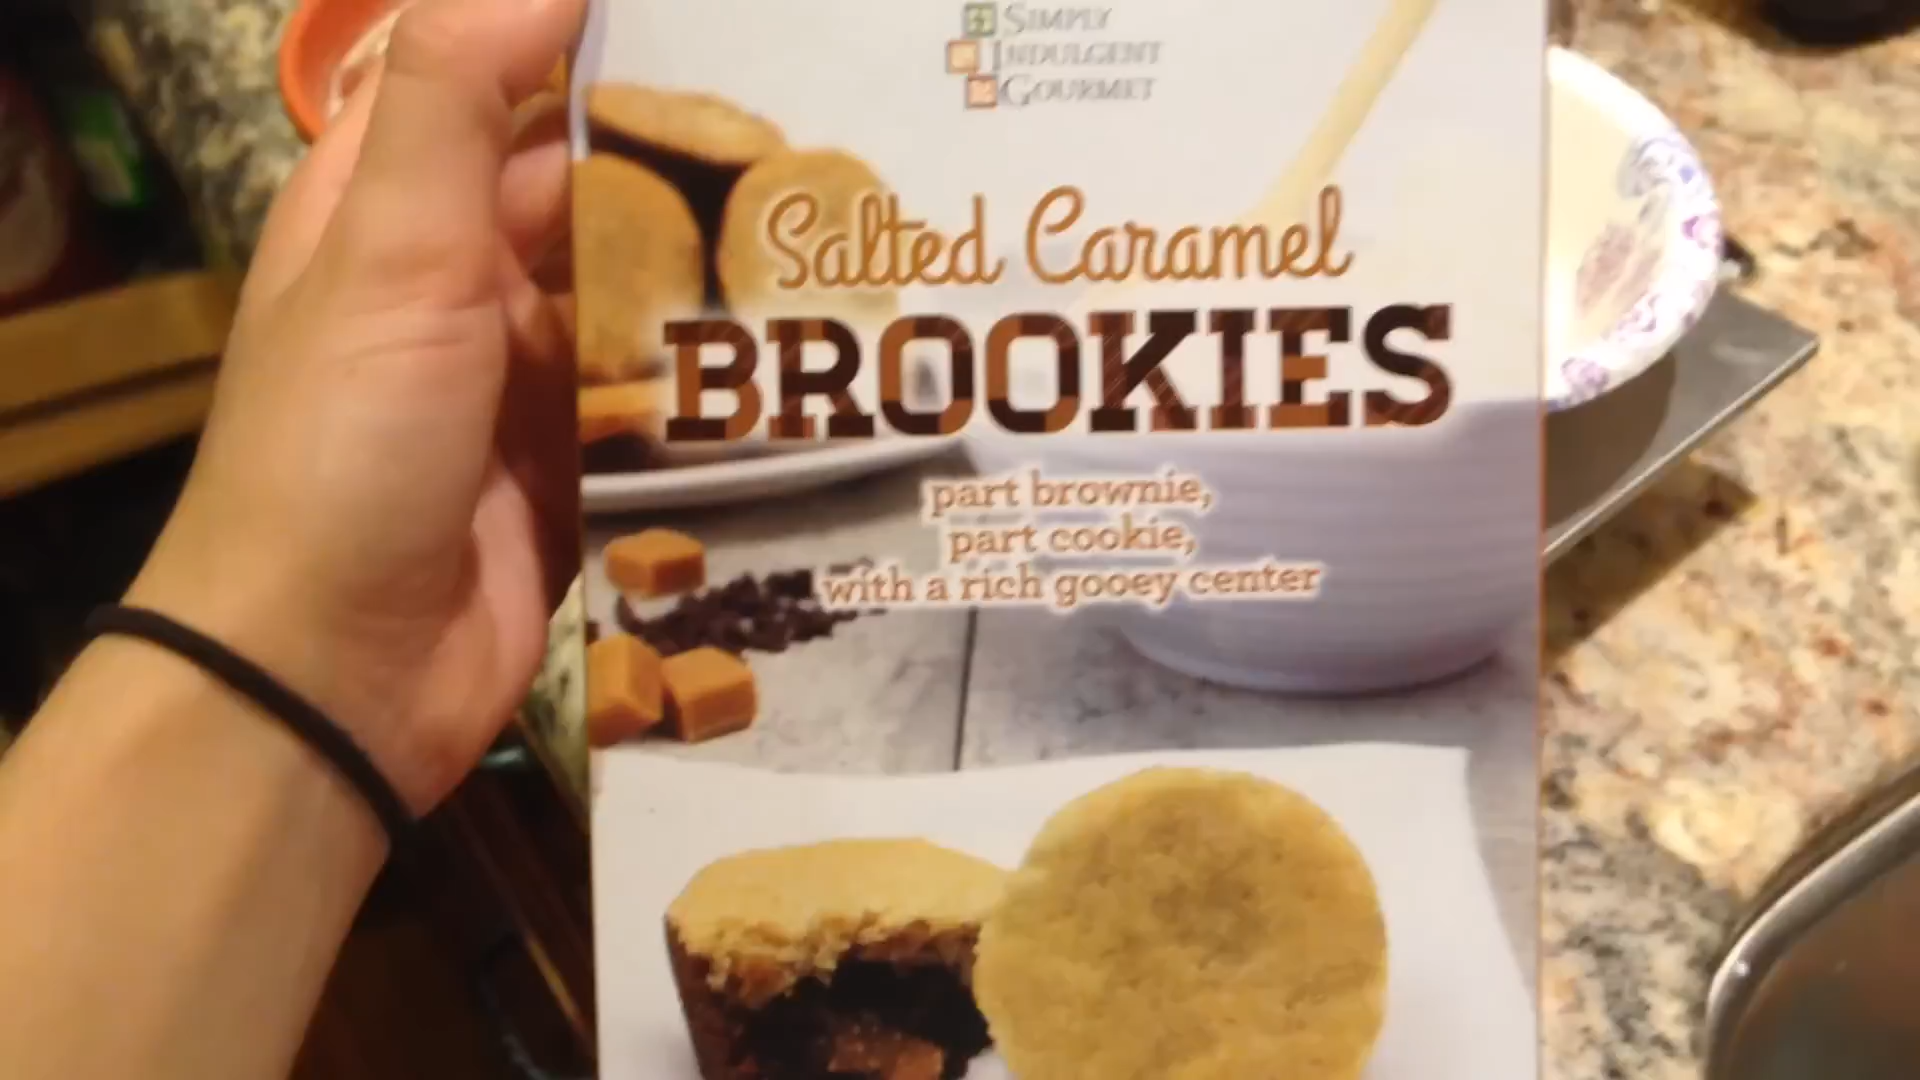 SIMPLY
INDULGENT
GOURMET
Salted Caramel
BROOKIES
part brownie,
part cookie,
with a rich gooey center